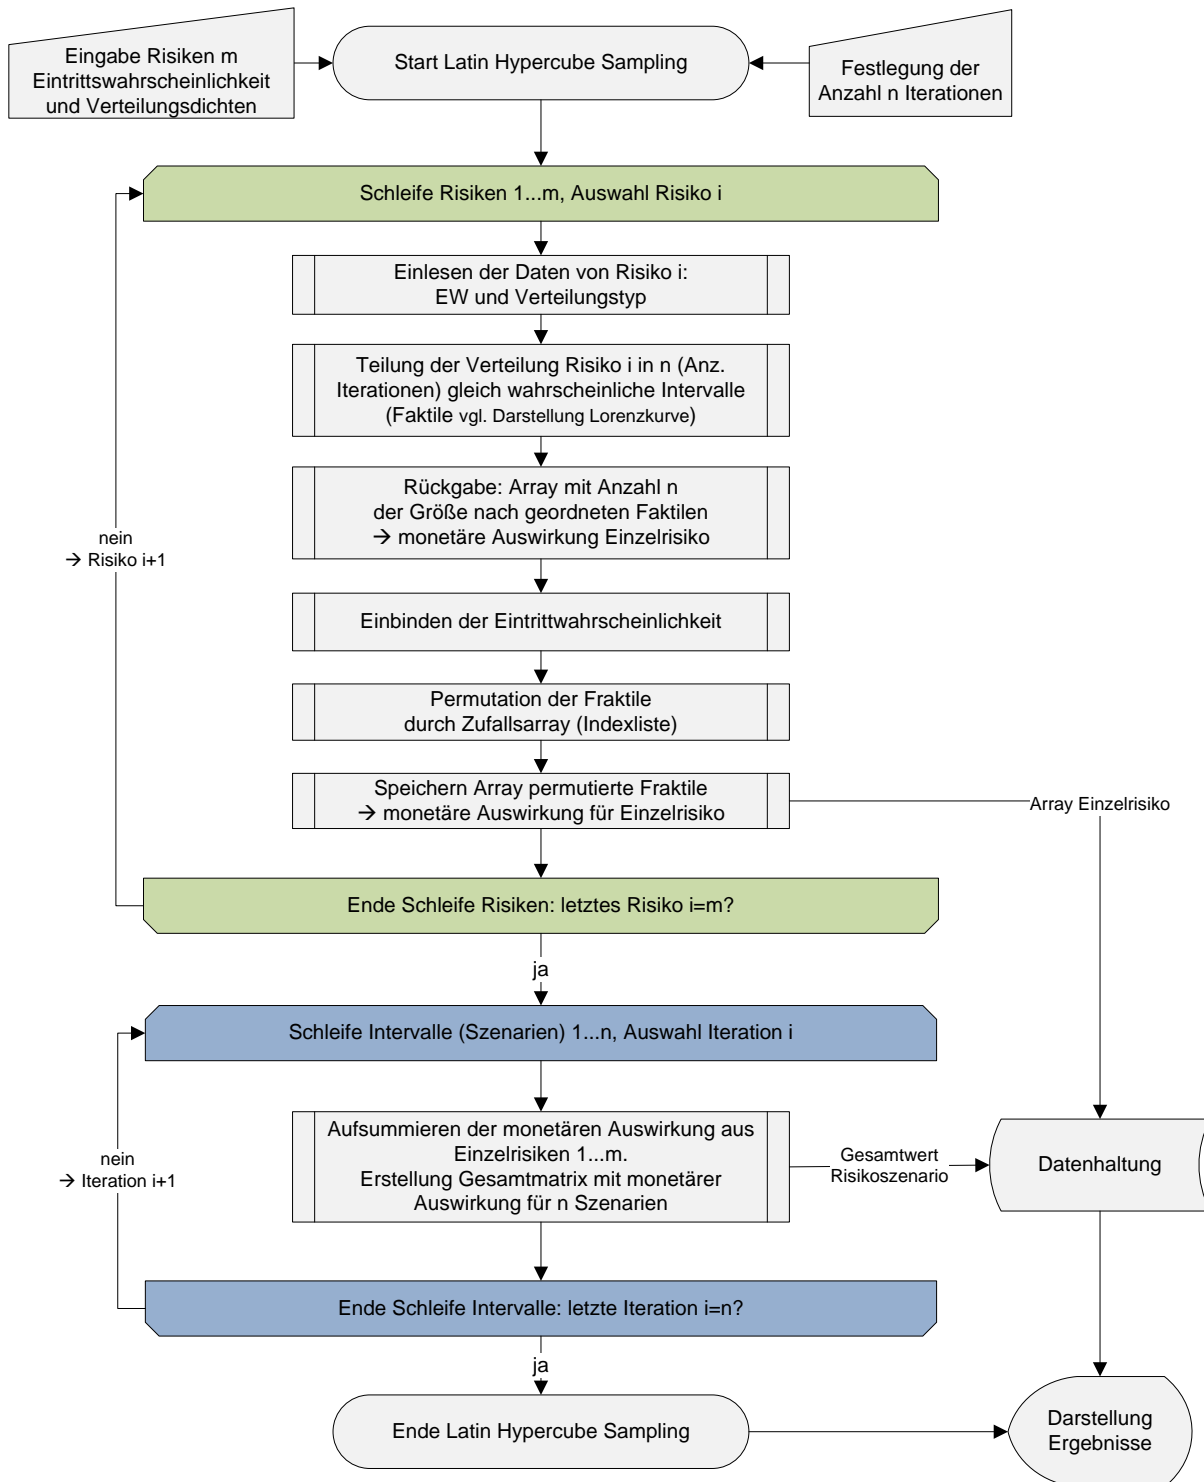 Eingabe Risiken m
Eintrittswahrscheinlichkeit
und Verteilungsdichten
Start Latin Hypercube Sampling
Festlegung der
Anzahl n Iterationen
Schleife Risiken 1...m, Auswahl Risiko i
Einlesen der Daten von Risiko i:
EW und Verteilungstyp
Teilung der Verteilung Risiko i in n (Anz.
Iterationen) gleich wahrscheinliche Intervalle
(Faktile vgl. Darstellung Lorenzkurve)
Rückgabe: Array mit Anzahl n
der Größe nach geordneten Faktilen
→ monetäre Auswirkung Einzelrisiko
nein
→ Risiko i+1
Einbinden der Eintrittwahrscheinlichkeit
Permutation der Fraktile
durch Zufallsarray (Indexliste)
Speichern Array permutierte Fraktile
→ monetäre Auswirkung für Einzelrisiko
Array Einzelrisiko
Ende Schleife Risiken: letztes Risiko i=m?
ja
Schleife Intervalle (Szenarien) 1...n, Auswahl Iteration i
Aufsummieren der monetären Auswirkung aus
Einzelrisiken 1...m.
Erstellung Gesamtmatrix mit monetärer
Auswirkung für n Szenarien
nein
→ Iteration i+1
Gesamtwert
Risikoszenario
Datenhaltung
Ende Schleife Intervalle: letzte Iteration i=n?
ja
Ende Latin Hypercube Sampling
Darstellung
Ergebnisse